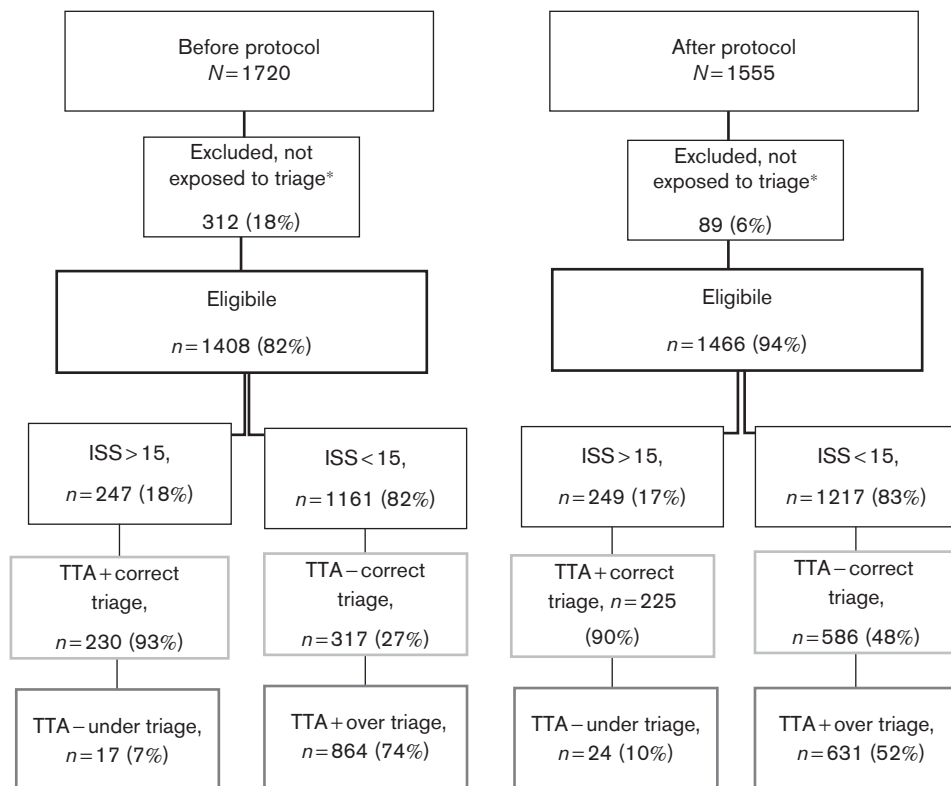 Before protocol
N=1720
Excluded, not
exposed to triage*
312 (18%)
Eligibile
n=1408 (82%)
ISS>15,
n=247 (18%)
ISS<15,
n=1161 (82%)
TTA+correct
triage,
n=230 (93%)
TTA−correct
triage,
n=317 (27%)
TTA−under triage,
n=17 (7%)
TTA+over triage,
n=864 (74%)
After protocol
N=1555
Excluded, not
exposed to triage*
89 (6%)
Eligibile
n=1466 (94%)
ISS>15,
n=249 (17%)
ISS<15,
n=1217 (83%)
TTA+correct
triage, n=225
(90%)
TTA−correct
triage,
n=586 (48%)
TTA−under triage,
n=24 (10%)
TTA+over triage,
n=631 (52%)